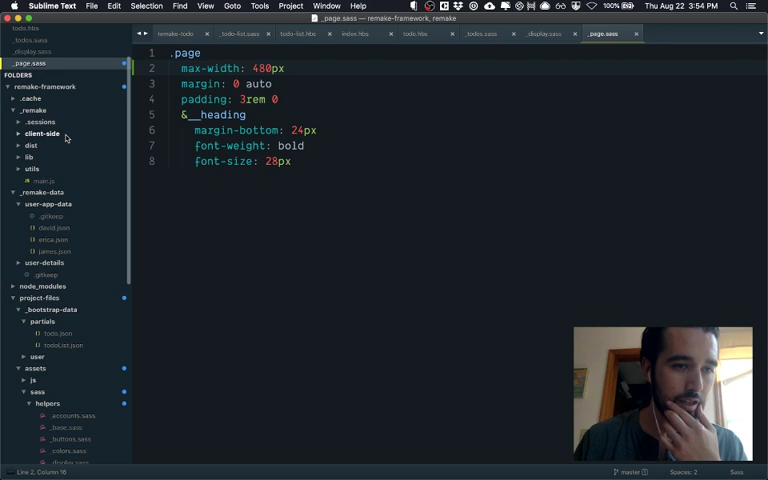 Sublime Text File Edit Selection Find View Goto Tools Project Window Help 100% Thu Aug 22 3:54 PM
_page.sass — remake-framework, remake
todo.hbs
_todos.sass
_display.sass
_page.sass
FOLDERS
remake-framework
.cache
_remake
.sessions
client-side
dist
lib
utils
main.js
_remake-data
user-app-data
.gitkeep
david.json
erica.json
james.json
user-details
.gitkeep
node_modules
project-files
_bootstrap-data
partials
todo.json
todoList.json
user
assets
js
sass
helpers
_accounts.sass
_base.sass
_buttons.sass
_colors.sass
_display.sass
remake-todo _todo-list.sass todo-list.hbs index.hbs todo.hbs _todos.sass _display.sass _page.sass
1 .page
2 max-width: 480px
3 margin: 0 auto
4 padding: 3rem 0
5 &__heading
6 margin-bottom: 24px
7 font-weight: bold
8 font-size: 28px
Line 2, Column 16 master Spaces: 2 Sass